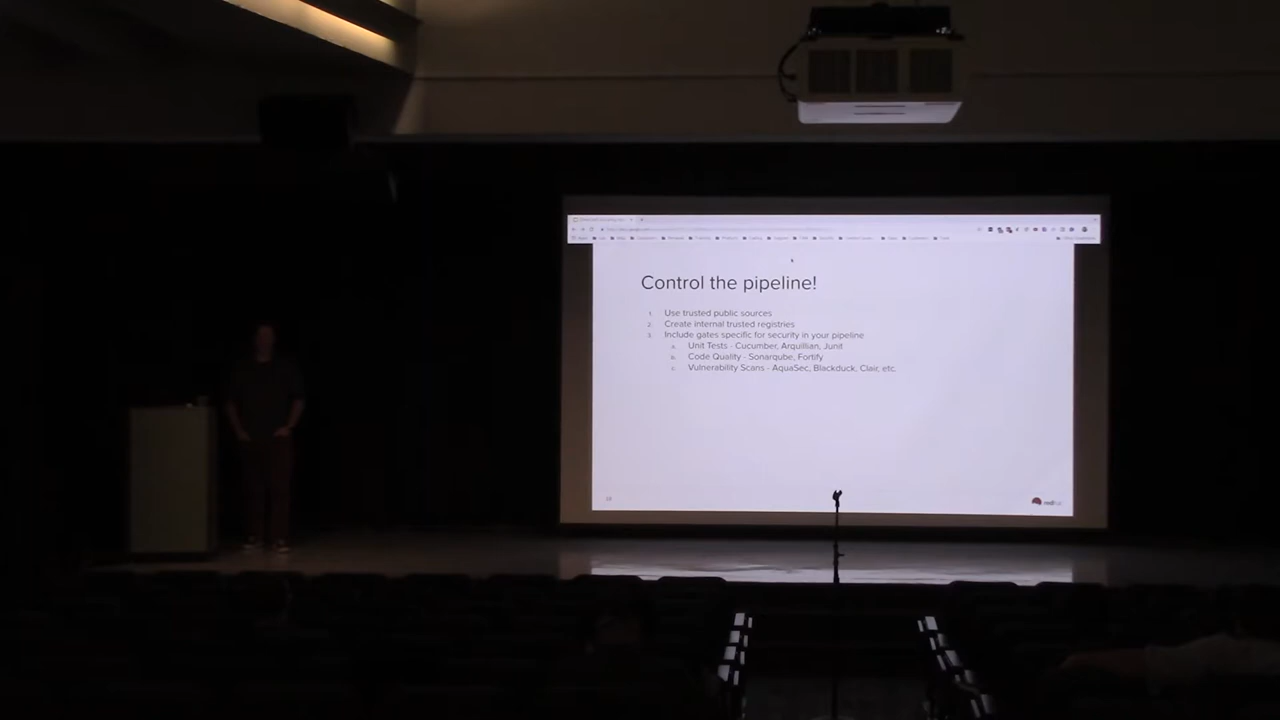 Control the pipeline!
1. Use trusted public sources
2. Create internal trusted registries
3. Include gates specific for security in your pipeline
a. Unit Tests - Cucumber, Arquillian, Junit
b. Code Quality - Sonarqube, Fortify
c. Vulnerability Scans - AquaSec, Blackduck, Clair, etc.
redhat